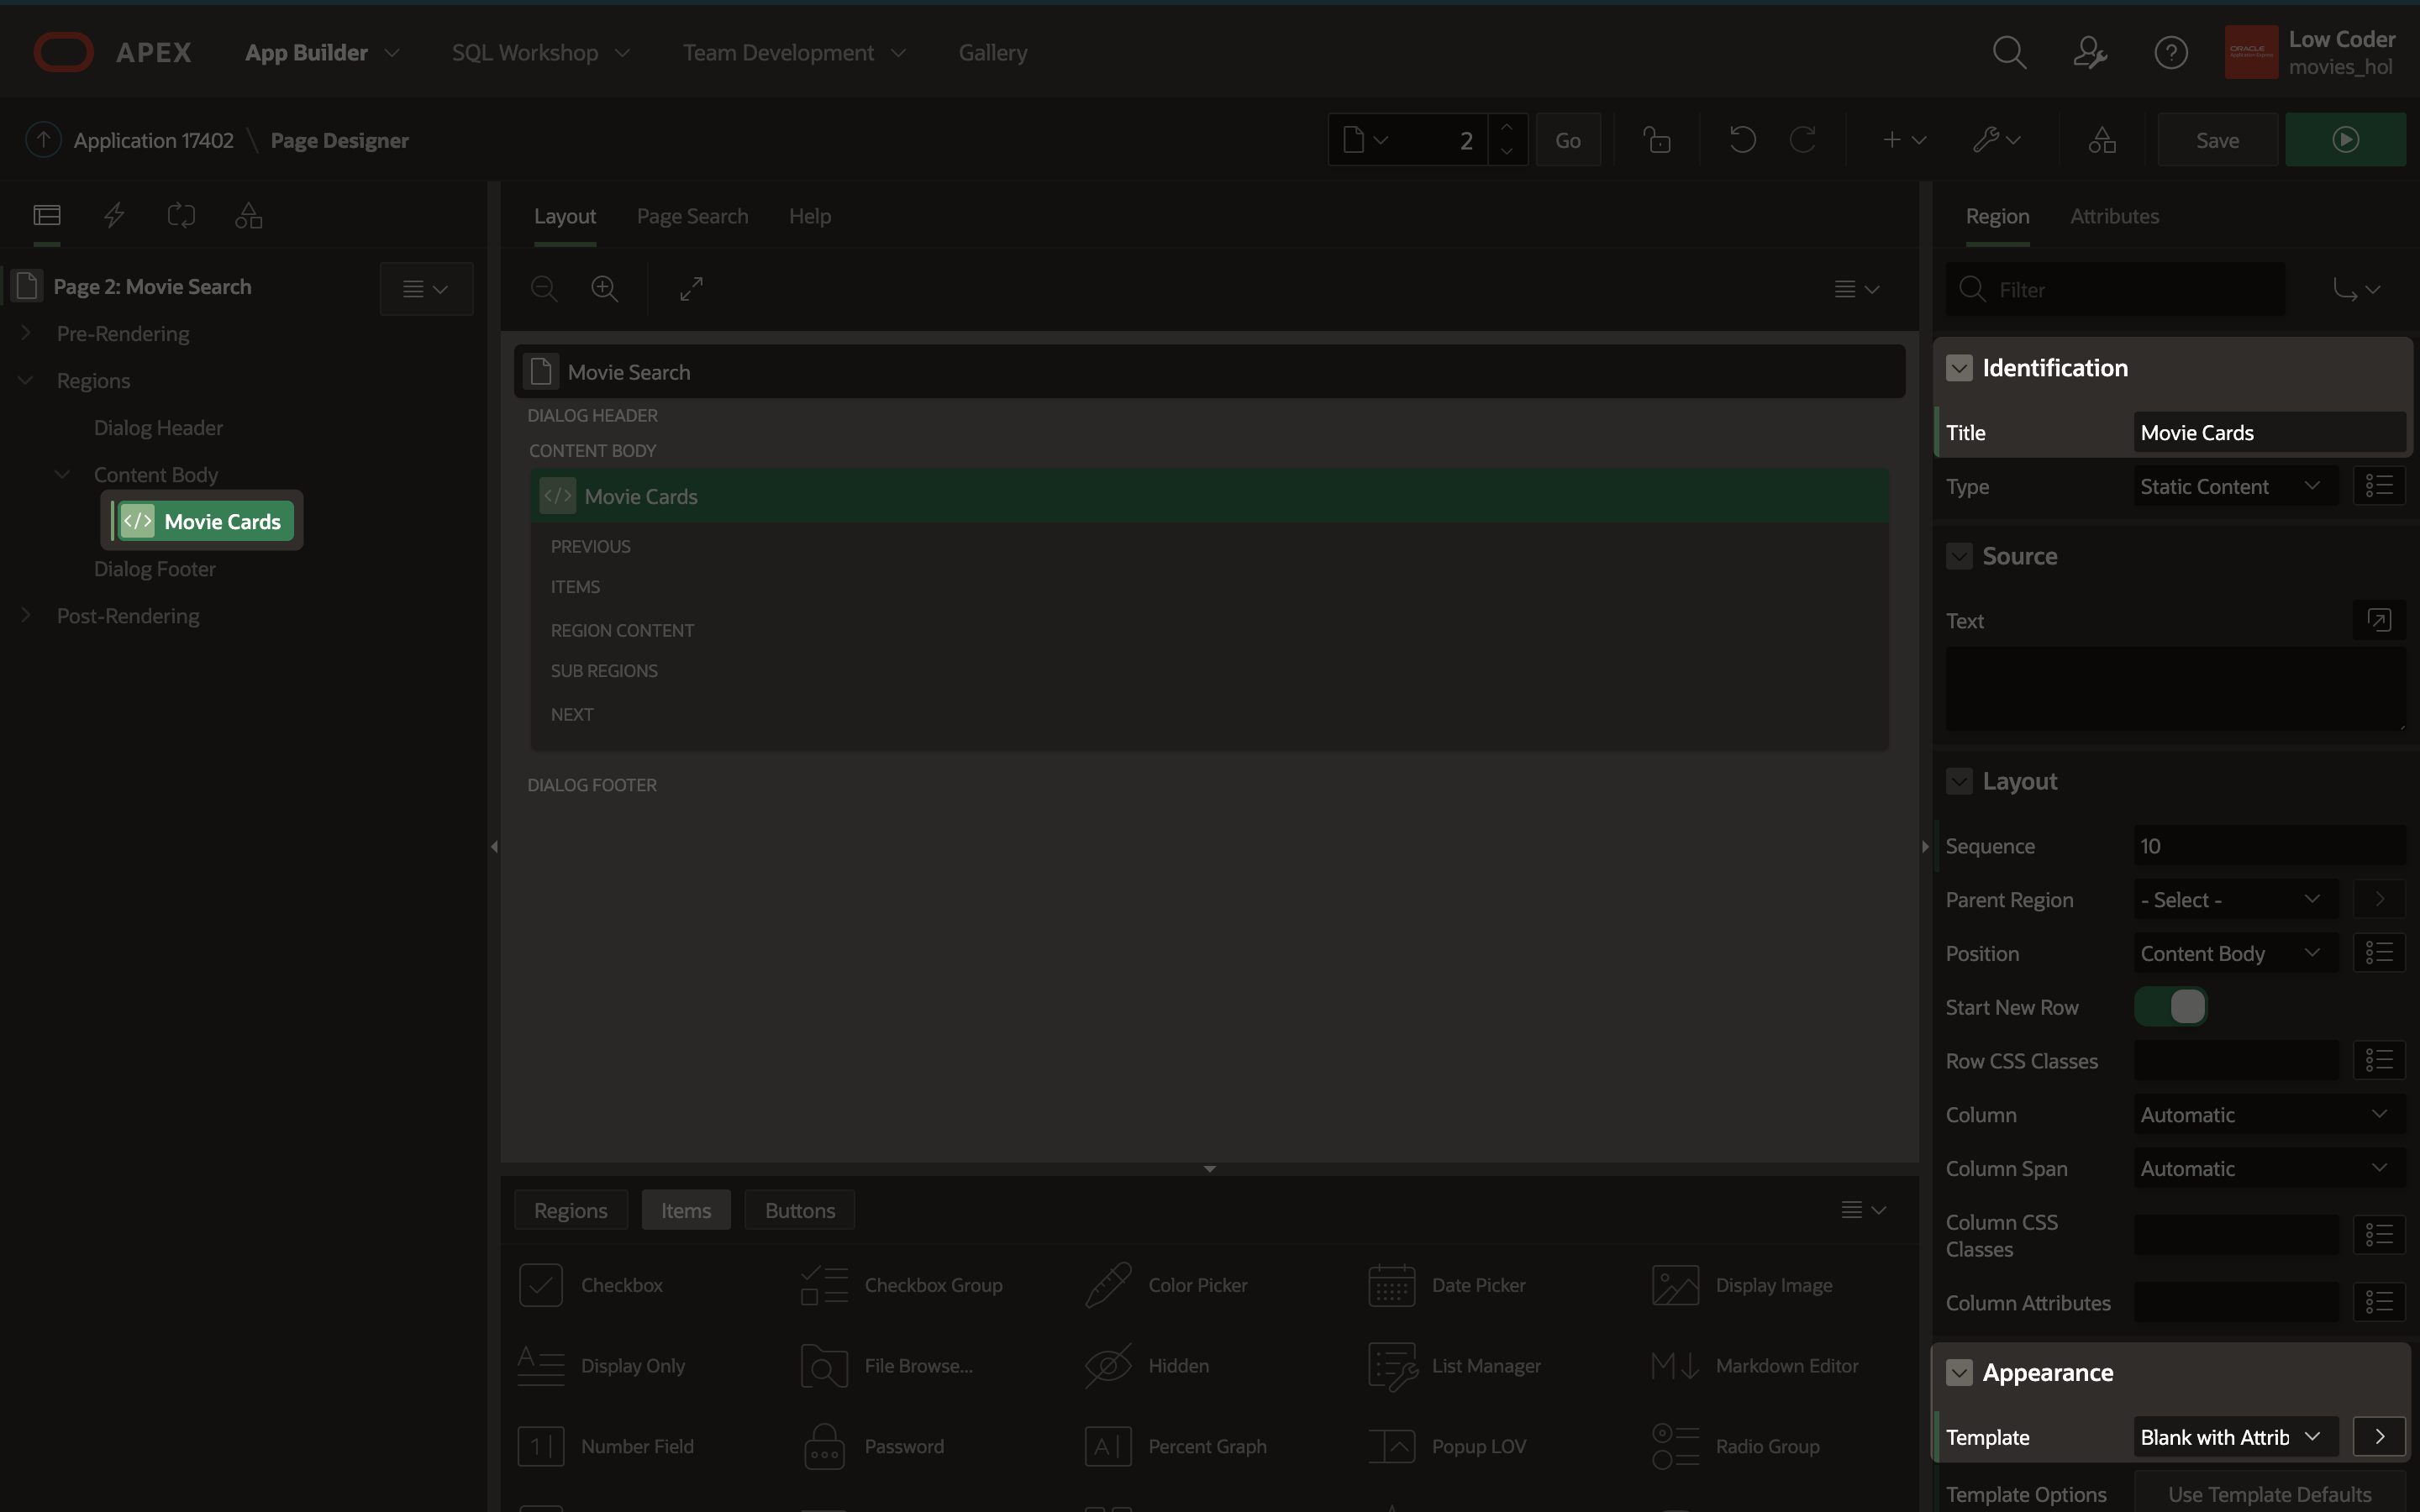 APEX
App Builder
SQL Workshop
Team Development
Gallery
ORACLE
Low Coder
movies_hol
Application 17402 \ Page Designer
2
Go
Save
Page 2: Movie Search
Pre-Rendering
Regions
Dialog Header
Content Body
</> Movie Cards
Dialog Footer
Post-Rendering
Layout
Page Search
Help
Movie Search
DIALOG HEADER
CONTENT BODY
</> Movie Cards
PREVIOUS
ITEMS
REGION CONTENT
SUB REGIONS
NEXT
DIALOG FOOTER
Regions
Items
Buttons
Checkbox
Checkbox Group
Color Picker
Date Picker
Display Image
Display Only
File Browse...
Hidden
List Manager
Markdown Editor
Number Field
Password
Percent Graph
Popup LOV
Radio Group
Region
Attributes
Filter
Identification
Title Movie Cards
Type Static Content
Source
Text
Layout
Sequence 10
Parent Region - Select -
Position Content Body
Start New Row
Row CSS Classes
Column Automatic
Column Span Automatic
Column CSS
Classes
Column Attributes
Appearance
Template Blank with Attrib
Template Options Use Template Defaults